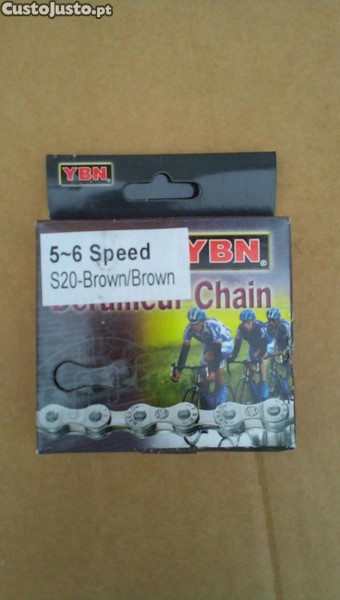 CustoJusto.pt
YBN
5~6 Speed
S20-Brown/Brown
YBN
Derailleur Chain